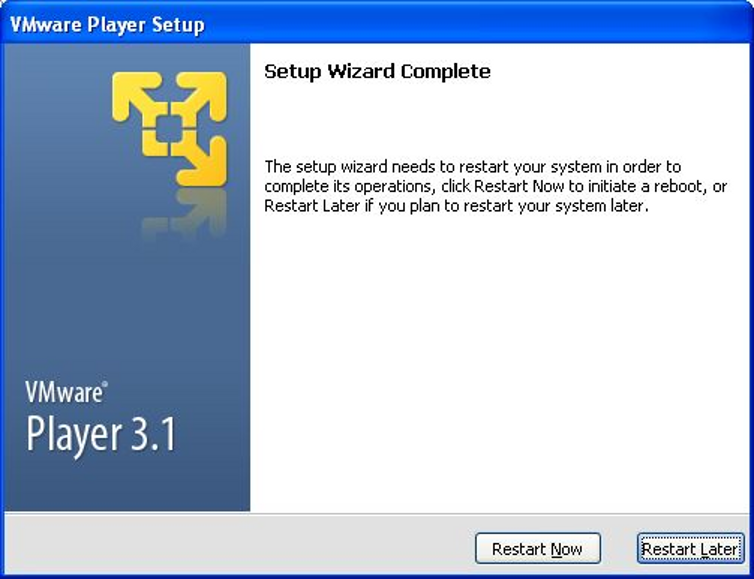 VMware Player Setup
Setup Wizard Complete
The setup wizard needs to restart your system in order to
complete its operations, click Restart Now to initiate a reboot, or
Restart Later if you plan to restart your system later.
VMware®
Player 3.1
Restart Now
Restart Later